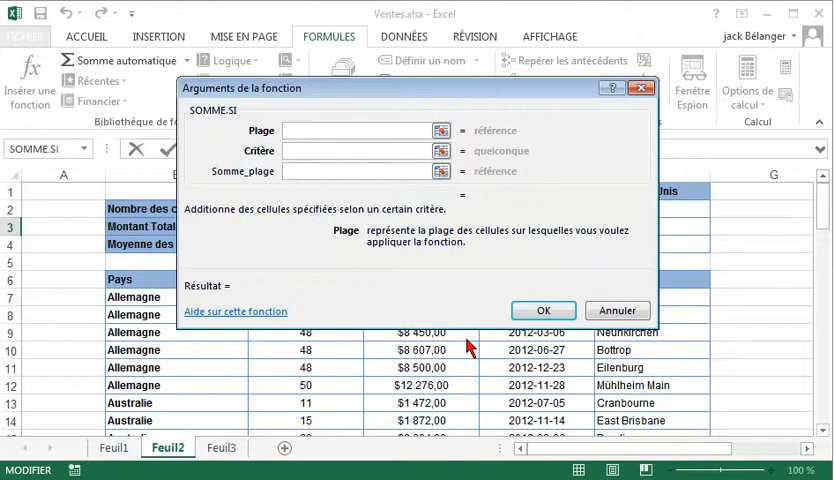 Ventes.xlsx - Excel
FICHIER ACCUEIL INSERTION MISE EN PAGE FORMULES DONNÉES RÉVISION AFFICHAGE jack Bélanger
fx Insérer une fonction
Σ Somme automatique
Récentes
Financier
Logique
Définir un nom
Repérer les antécédents
Fenêtre Espion
Options de calcul
Bibliothèque de fo
Calcul
SOMME.SI
Arguments de la fonction
SOMME.SI
Plage = référence
Critère = quelconque
Somme_plage = référence
=
Additionne des cellules spécifiées selon un certain critère.
Plage représente la plage des cellules sur lesquelles vous voulez
appliquer la fonction.
Résultat =
Aide sur cette fonction
OK Annuler
A B G
1 Unis
2 Nombre des c
3 Montant Total
4 Moyenne des
5
6 Pays
7 Allemagne
8 Allemagne
9 Allemagne 48 $8 450,00 2012-03-06 Neunkirchen
10 Allemagne 48 $8 607,00 2012-06-27 Bottrop
11 Allemagne 48 $8 500,00 2012-12-23 Eilenburg
12 Allemagne 50 $12 276,00 2012-11-28 Mühlheim Main
13 Australie 11 $1 472,00 2012-07-05 Cranbourne
14 Australie 15 $1 872,00 2012-11-14 East Brisbane
Feuil1 Feuil2 Feuil3
MODIFIER 100 %